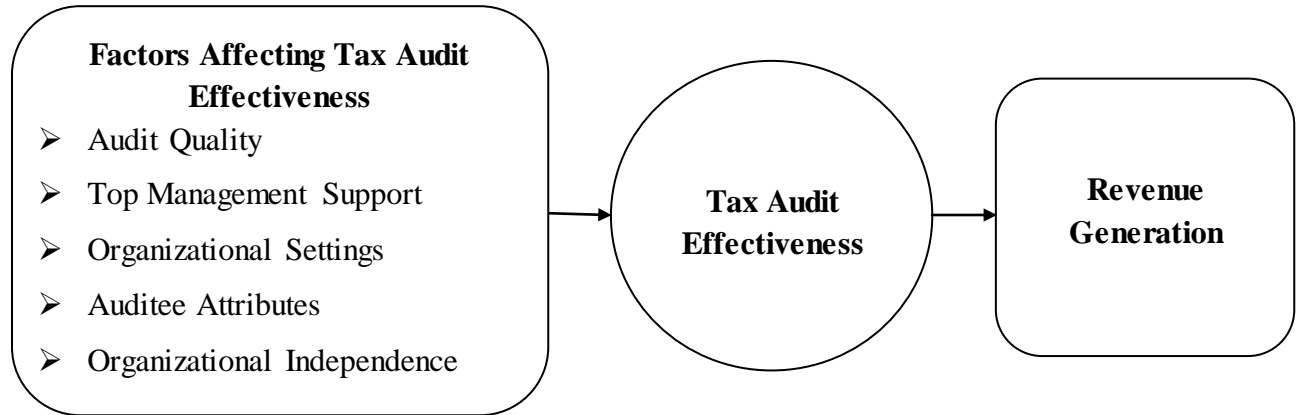 Factors Affecting Tax Audit
Effectiveness
➢ Audit Quality
➢ Top Management Support
➢ Organizational Settings
➢ Auditee Attributes
➢ Organizational Independence
Tax Audit
Effectiveness
Revenue
Generation